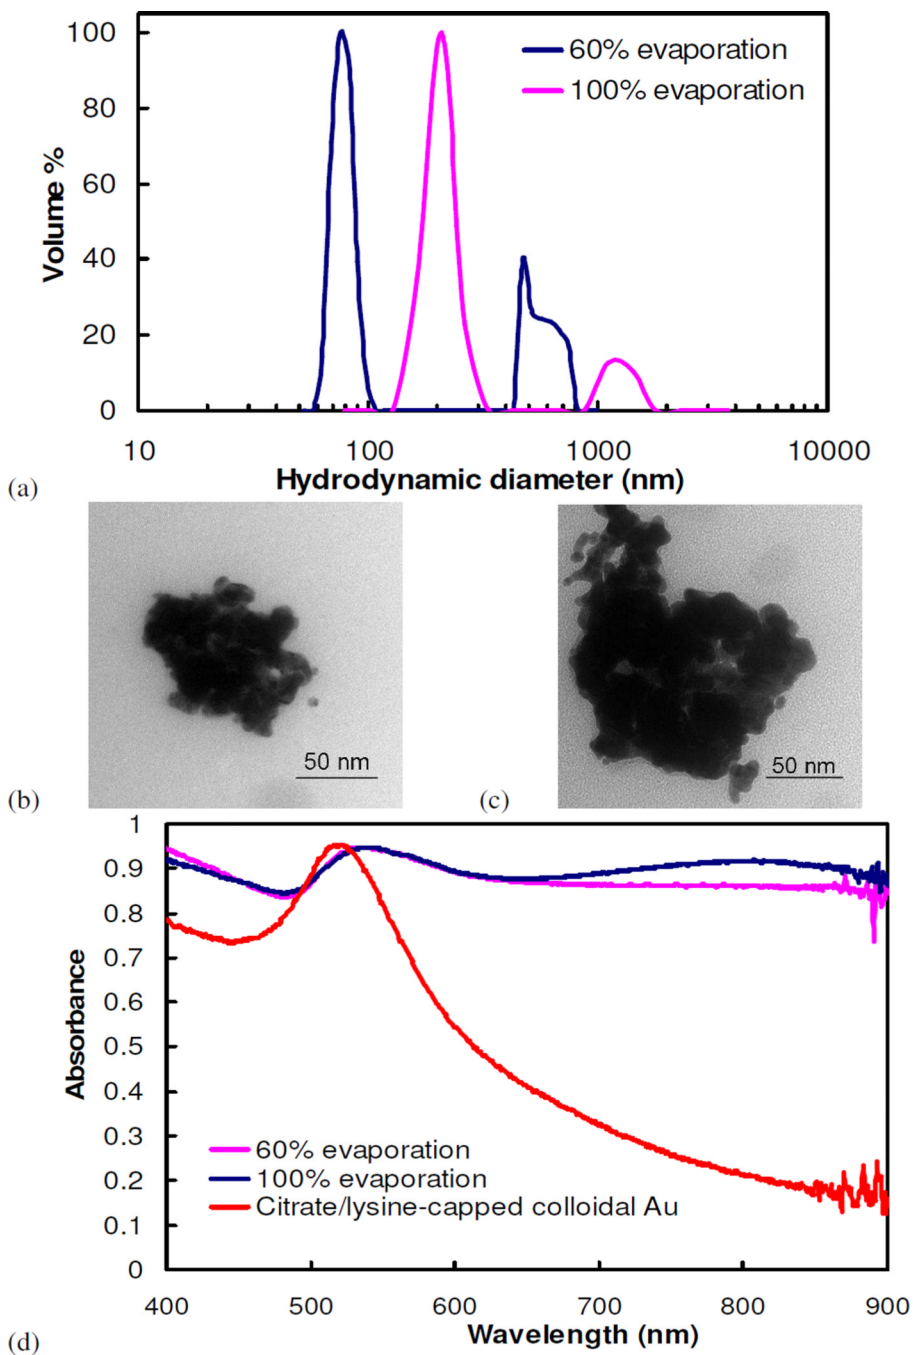 100
80
60
40
20
0
Volume %
60% evaporation
100% evaporation
10 100 1000 10000
Hydrodynamic diameter (nm)
(a)
50 nm
(b)
50 nm
(c)
1
0.9
0.8
0.7
0.6
0.5
0.4
0.3
0.2
0.1
0
Absorbance
60% evaporation
100% evaporation
Citrate/lysine-capped colloidal Au
400 500 600 700 800 900
Wavelength (nm)
(d)